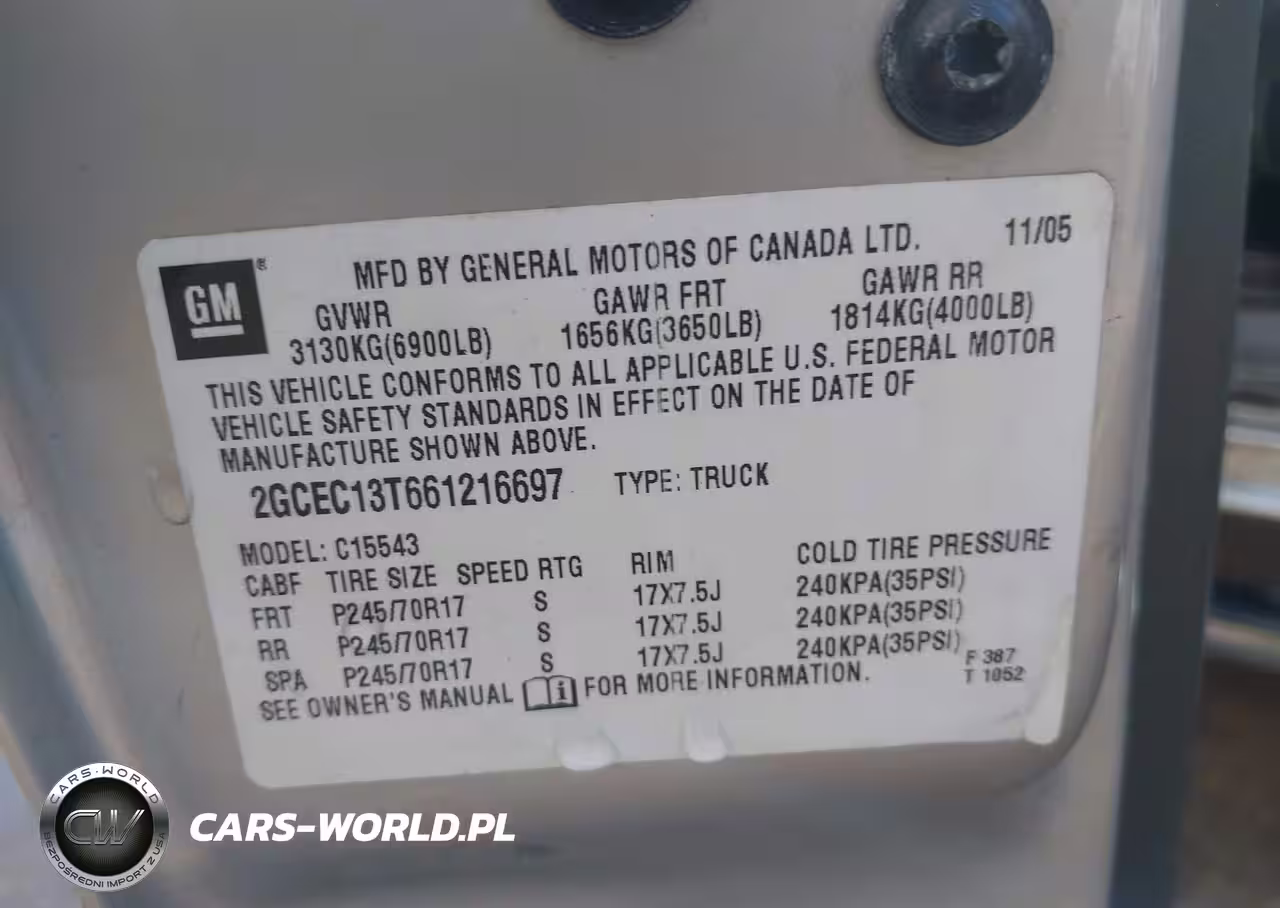 GM ®
MFD BY GENERAL MOTORS OF CANADA LTD. 11/05
GVWR GAWR FRT GAWR RR
3130KG(6900LB) 1656KG(3650LB) 1814KG(4000LB)
THIS VEHICLE CONFORMS TO ALL APPLICABLE U.S. FEDERAL MOTOR
VEHICLE SAFETY STANDARDS IN EFFECT ON THE DATE OF
MANUFACTURE SHOWN ABOVE.
2GCEC13T661216697 TYPE: TRUCK
MODEL: C15543
CABF TIRE SIZE SPEED RTG RIM COLD TIRE PRESSURE
FRT P245/70R17 S 17X7.5J 240KPA(35PSI)
RR P245/70R17 S 17X7.5J 240KPA(35PSI)
SPA P245/70R17 S 17X7.5J 240KPA(35PSI)
F 387
T 1052
SEE OWNER'S MANUAL i FOR MORE INFORMATION.
CARS-WORLD
CW
BEZPOŚREDNI IMPORT Z USA
CARS-WORLD.PL